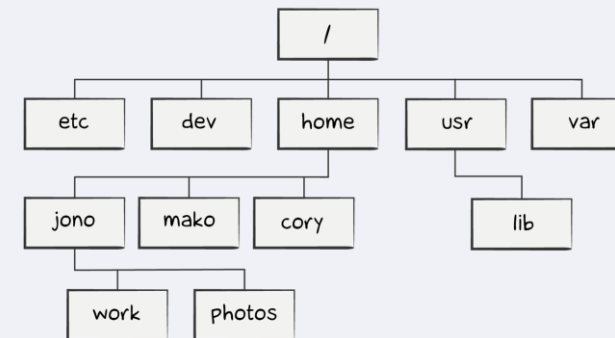 /
etc dev home usr var
jono mako cory lib
work photos